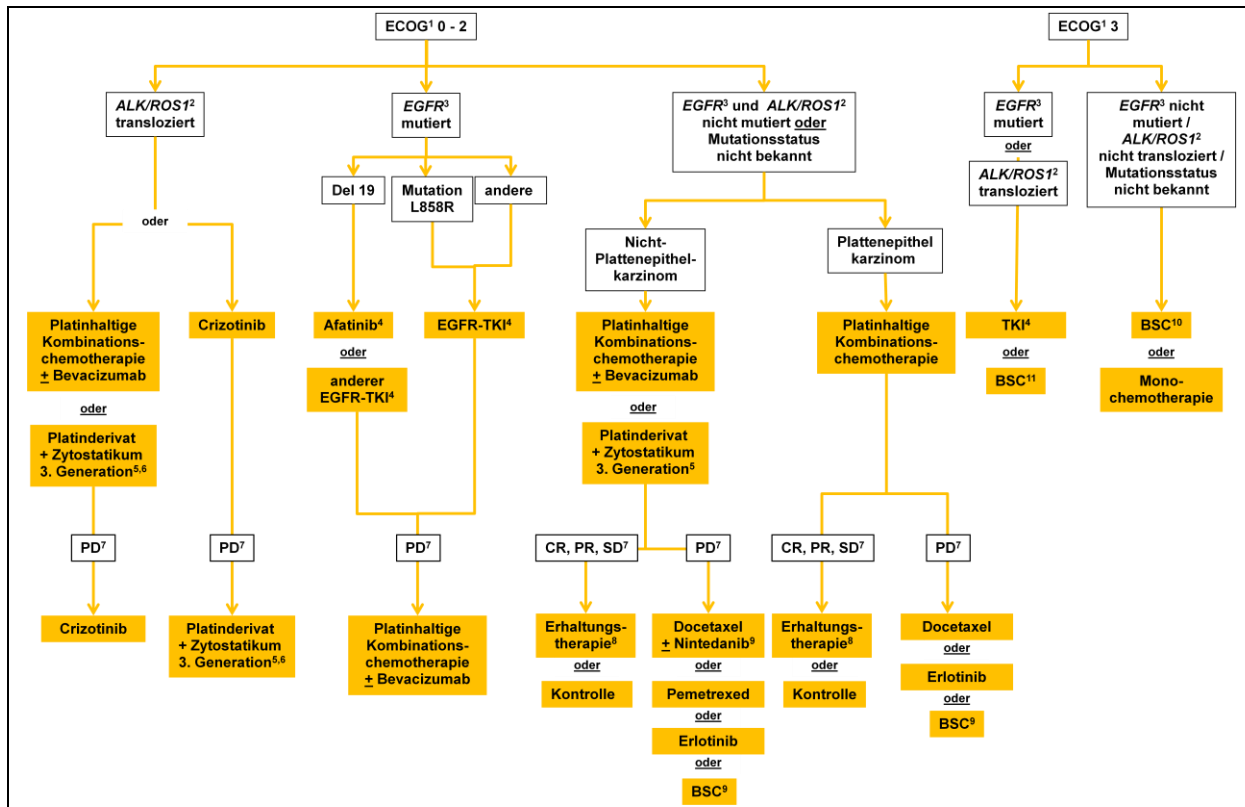 ECOG¹ 0 - 2
ECOG¹ 3
ALK/ROS1²
transloziert
EGFR³
mutiert
EGFR³ und ALK/ROS1²
nicht mutiert oder
Mutationsstatus
nicht bekannt
EGFR³
mutiert
oder
ALK/ROS1²
transloziert
EGFR³ nicht
mutiert /
ALK/ROS1²
nicht transloziert /
Mutationsstatus
nicht bekannt
Del 19
Mutation
L858R
andere
oder
Nicht-
Plattenepithel-
karzinom
Plattenepithel
karzinom
Platinhaltige
Kombinations-
chemotherapie
± Bevacizumab
oder
Platinderivat
+ Zytostatikum
3. Generation⁵,⁶
Crizotinib
Afatinib⁴
oder
anderer
EGFR-TKI⁴
EGFR-TKI⁴
Platinhaltige
Kombinations-
chemotherapie
± Bevacizumab
oder
Platinderivat
+ Zytostatikum
3. Generation⁵
Platinhaltige
Kombinations-
chemotherapie
TKI⁴
oder
BSC¹¹
BSC¹⁰
oder
Mono-
chemotherapie
PD⁷
PD⁷
PD⁷
CR, PR, SD⁷
PD⁷
CR, PR, SD⁷
PD⁷
Crizotinib
Platinderivat
+ Zytostatikum
3. Generation⁵,⁶
Platinhaltige
Kombinations-
chemotherapie
± Bevacizumab
Erhaltungs-
therapie⁸
oder
Kontrolle
Docetaxel
± Nintedanib⁹
oder
Pemetrexed
oder
Erlotinib
oder
BSC⁹
Erhaltungs-
therapie⁸
oder
Kontrolle
Docetaxel
oder
Erlotinib
oder
BSC⁹